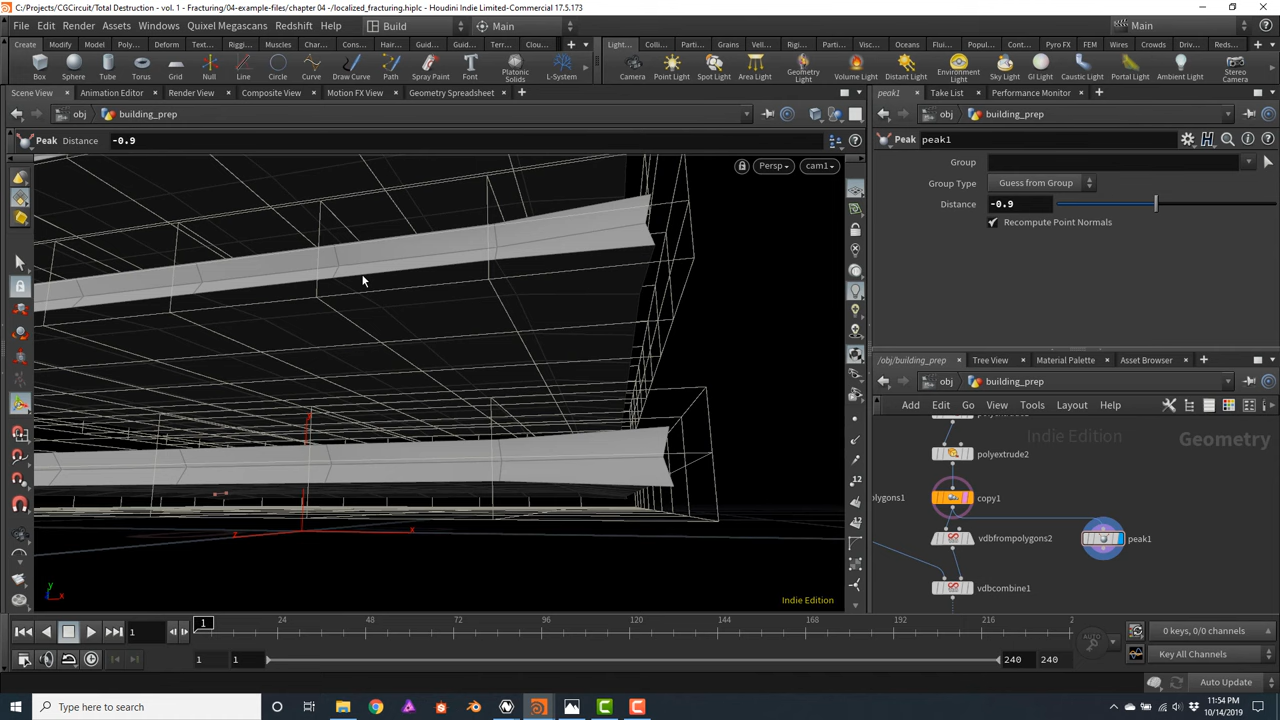 C:/Projects/CGCircuit/Total Destruction - vol. 1 - Fracturing/04-example-files/chapter 04 -/localized_fracturing.hiplc - Houdini Indie Limited-Commercial 17.5.173
File Edit Render Assets Windows Quixel Megascans Redshift Help Build Main Main
Create Modify Model Poly... Deform Text... Riggi... Muscles Char... Cons... Hair... Guid... Guid... Terr... Clou... Light... Colli... Parti... Grains Vell... Rigi... Parti... Visc... Oceans Flui... Popul... Cont... Pyro FX FEM Wires Crowds Driv... Reds...
Box Sphere Tube Torus Grid Null Line Circle Curve Draw Curve Path Spray Paint Font Platonic Solids L-System Camera Point Light Spot Light Area Light Geometry Light Volume Light Distant Light Environment Light Sky Light GI Light Caustic Light Portal Light Ambient Light Stereo Camera
Scene View Animation Editor Render View Composite View Motion FX View Geometry Spreadsheet peak1 Take List Performance Monitor
obj building_prep obj building_prep
Peak Distance -0.9 Peak peak1
Persp cam1
Group
Group Type Guess from Group
Distance -0.9
Recompute Point Normals
/obj/building_prep Tree View Material Palette Asset Browser
obj building_prep
Add Edit Go View Tools Layout Help
Indie Edition Geometry
polyextrude2
olygons1 copy1
vdbfrompolygons2 peak1
vdbcombine1
x
z
y
x
Indie Edition
12
1 1 24 48 72 96 120 144 168 192 216 2
0 keys, 0/0 channels
1 1 240 240 Key All Channels
AUTO
Auto Update
Type here to search
11:54 PM
10/14/2019